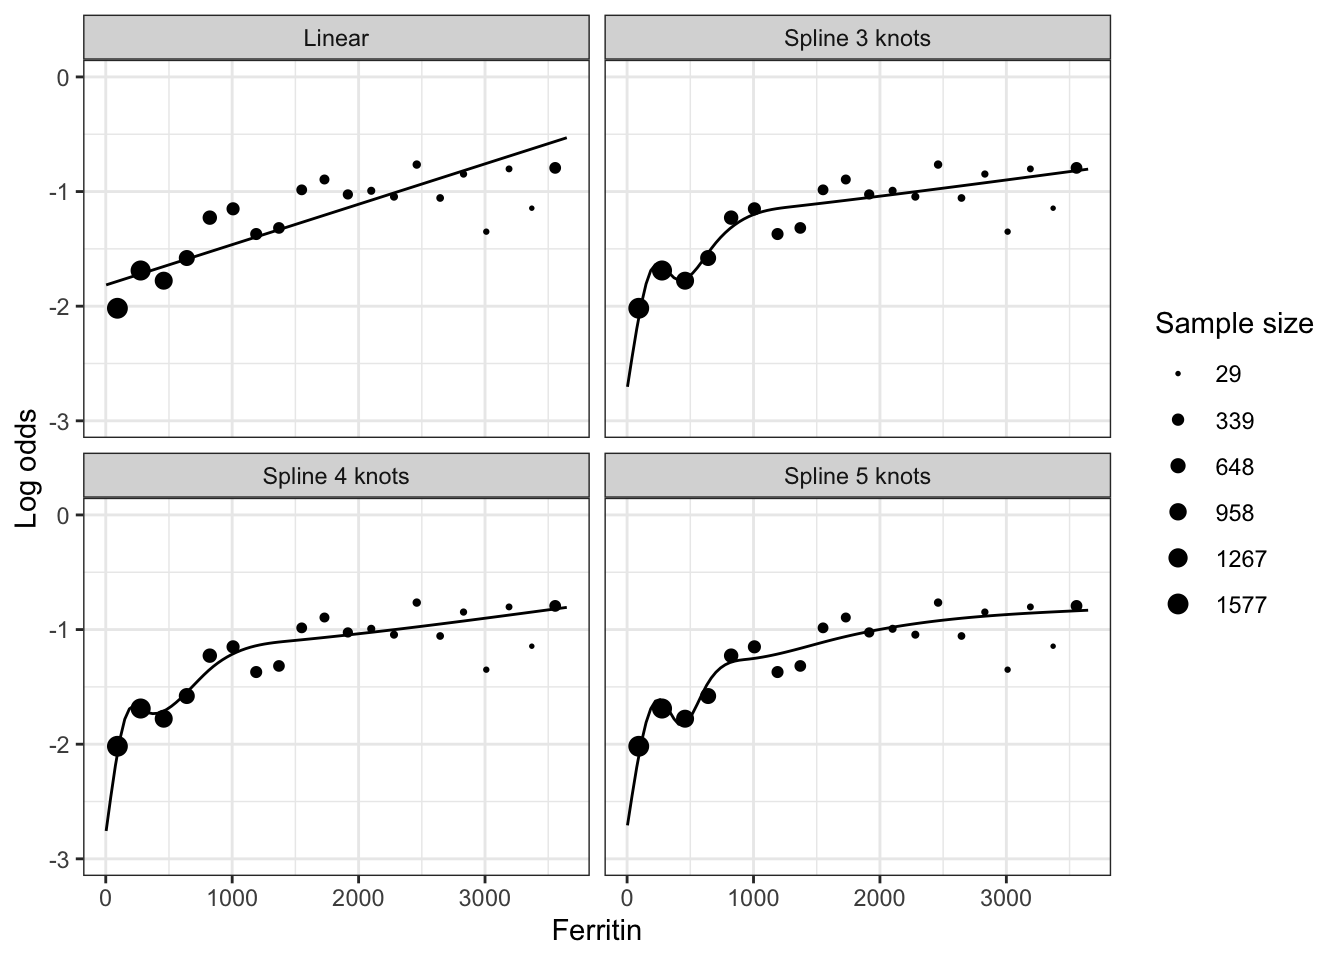 Linear
Spline 3 knots
0
-1
-2
-3
Spline 4 knots
Spline 5 knots
0
-1
-2
-3
0 1000 2000 3000
0 1000 2000 3000
Log odds
Ferritin
Sample size
29
339
648
958
1267
1577